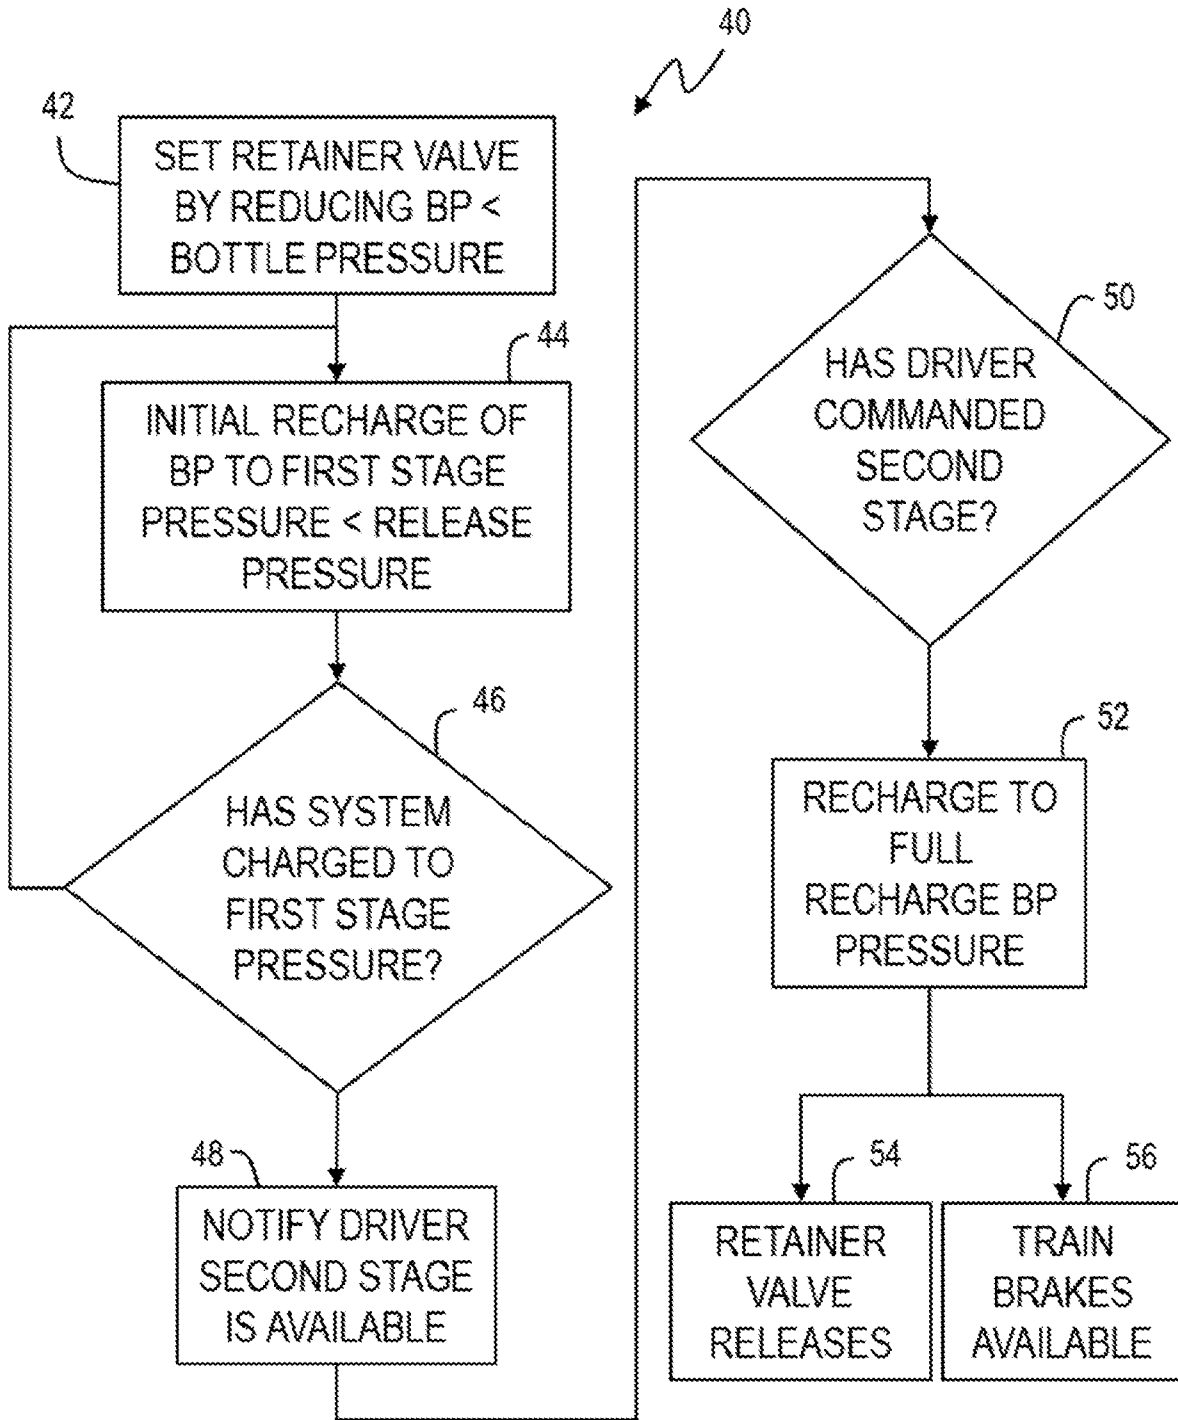 40
42
SET RETAINER VALVE
BY REDUCING BP <
BOTTLE PRESSURE
44
INITIAL RECHARGE OF
BP TO FIRST STAGE
PRESSURE < RELEASE
PRESSURE
46
HAS SYSTEM
CHARGED TO
FIRST STAGE
PRESSURE?
48
NOTIFY DRIVER
SECOND STAGE
IS AVAILABLE
50
HAS DRIVER
COMMANDED
SECOND
STAGE?
52
RECHARGE TO
FULL
RECHARGE BP
PRESSURE
54
RETAINER
VALVE
RELEASES
56
TRAIN
BRAKES
AVAILABLE